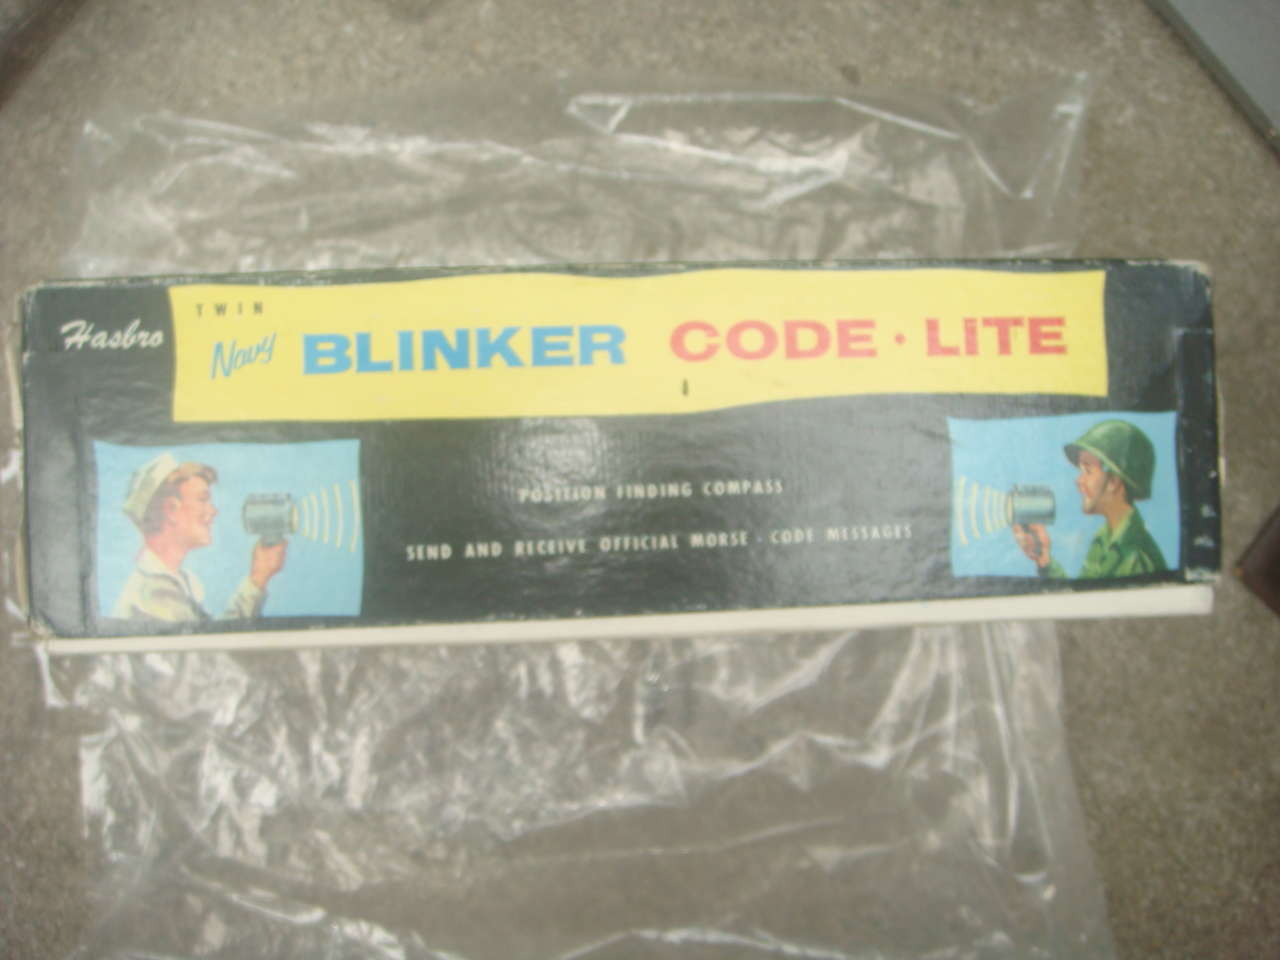 Hasbro
TWIN
Navy BLINKER CODE · LiTE
POSITION FINDING COMPASS
SEND AND RECEIVE OFFICIAL MORSE · CODE MESSAGES